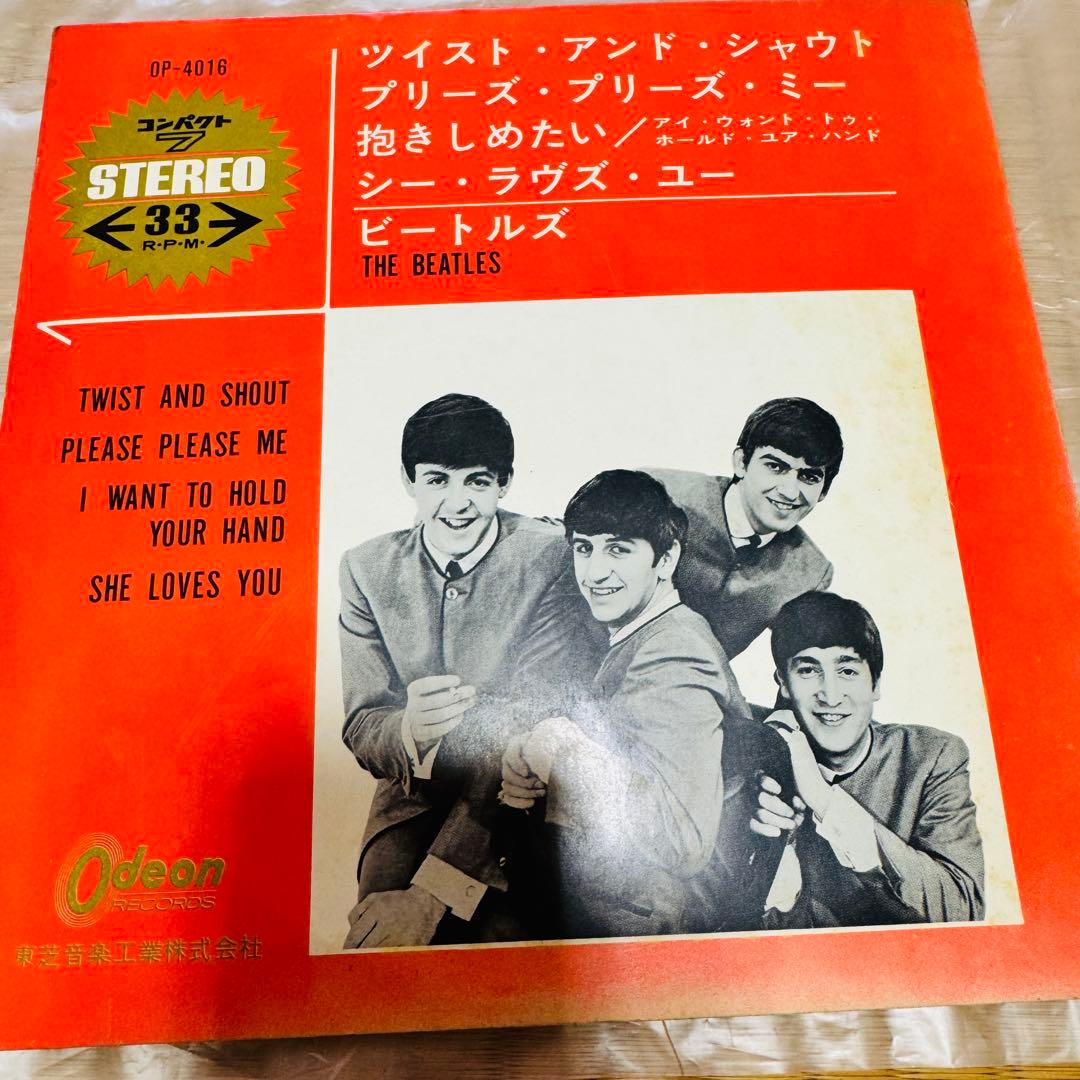 OP-4016
コンパクト
7
STEREO
33
R·P·M·
ツイスト・アンド・シャウト
プリーズ・プリーズ・ミー
抱きしめたい／アイ・ウォント・トゥ・
ホールド・ユア・ハンド
シー・ラヴズ・ユー
ビートルズ
THE BEATLES
TWIST AND SHOUT
PLEASE PLEASE ME
I WANT TO HOLD
YOUR HAND
SHE LOVES YOU
Odeon
RECORDS
東芝音楽工業株式会社